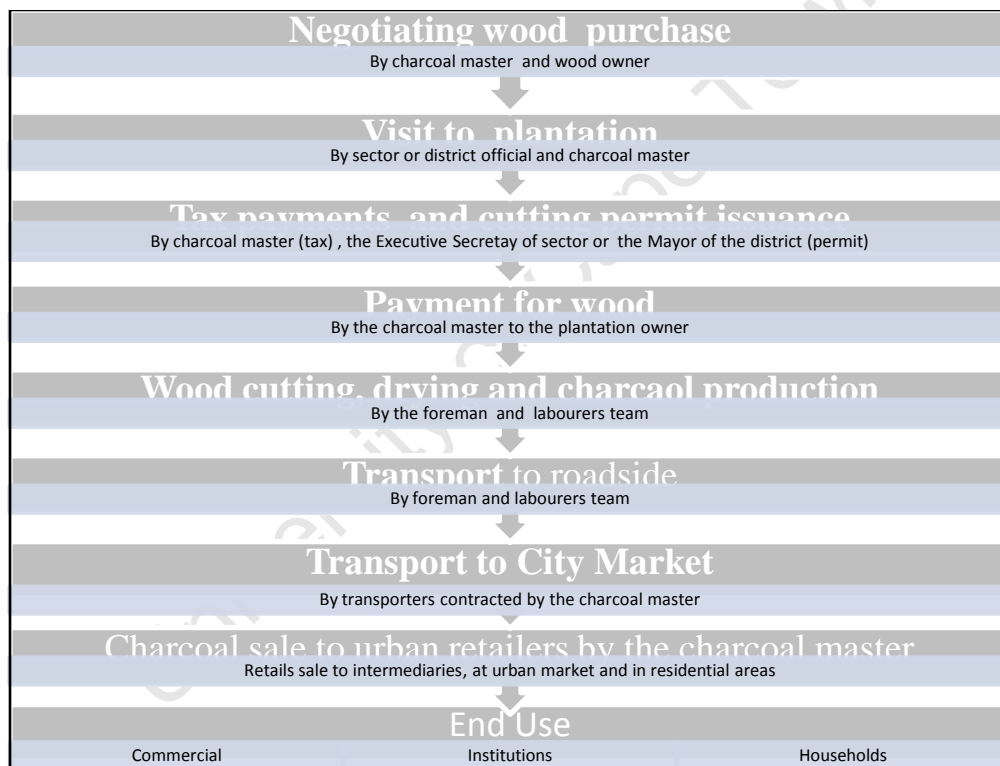 Negotiating wood purchase
By charcoal master and wood owner
Visit to plantation
By sector or district official and charcoal master
Tax payments and cutting permit issuance
By charcoal master (tax) , the Executive Secretay of sector or the Mayor of the district (permit)
Payment for wood
By the charcoal master to the plantation owner
Wood cutting, drying and charcaol production
By the foreman and labourers team
Transport to roadside
By foreman and labourers team
Transport to City Market
By transporters contracted by the charcoal master
Charcoal sale to urban retailers by the charcoal master
Retails sale to intermediaries, at urban market and in residential areas
End Use
Commercial Institutions Households